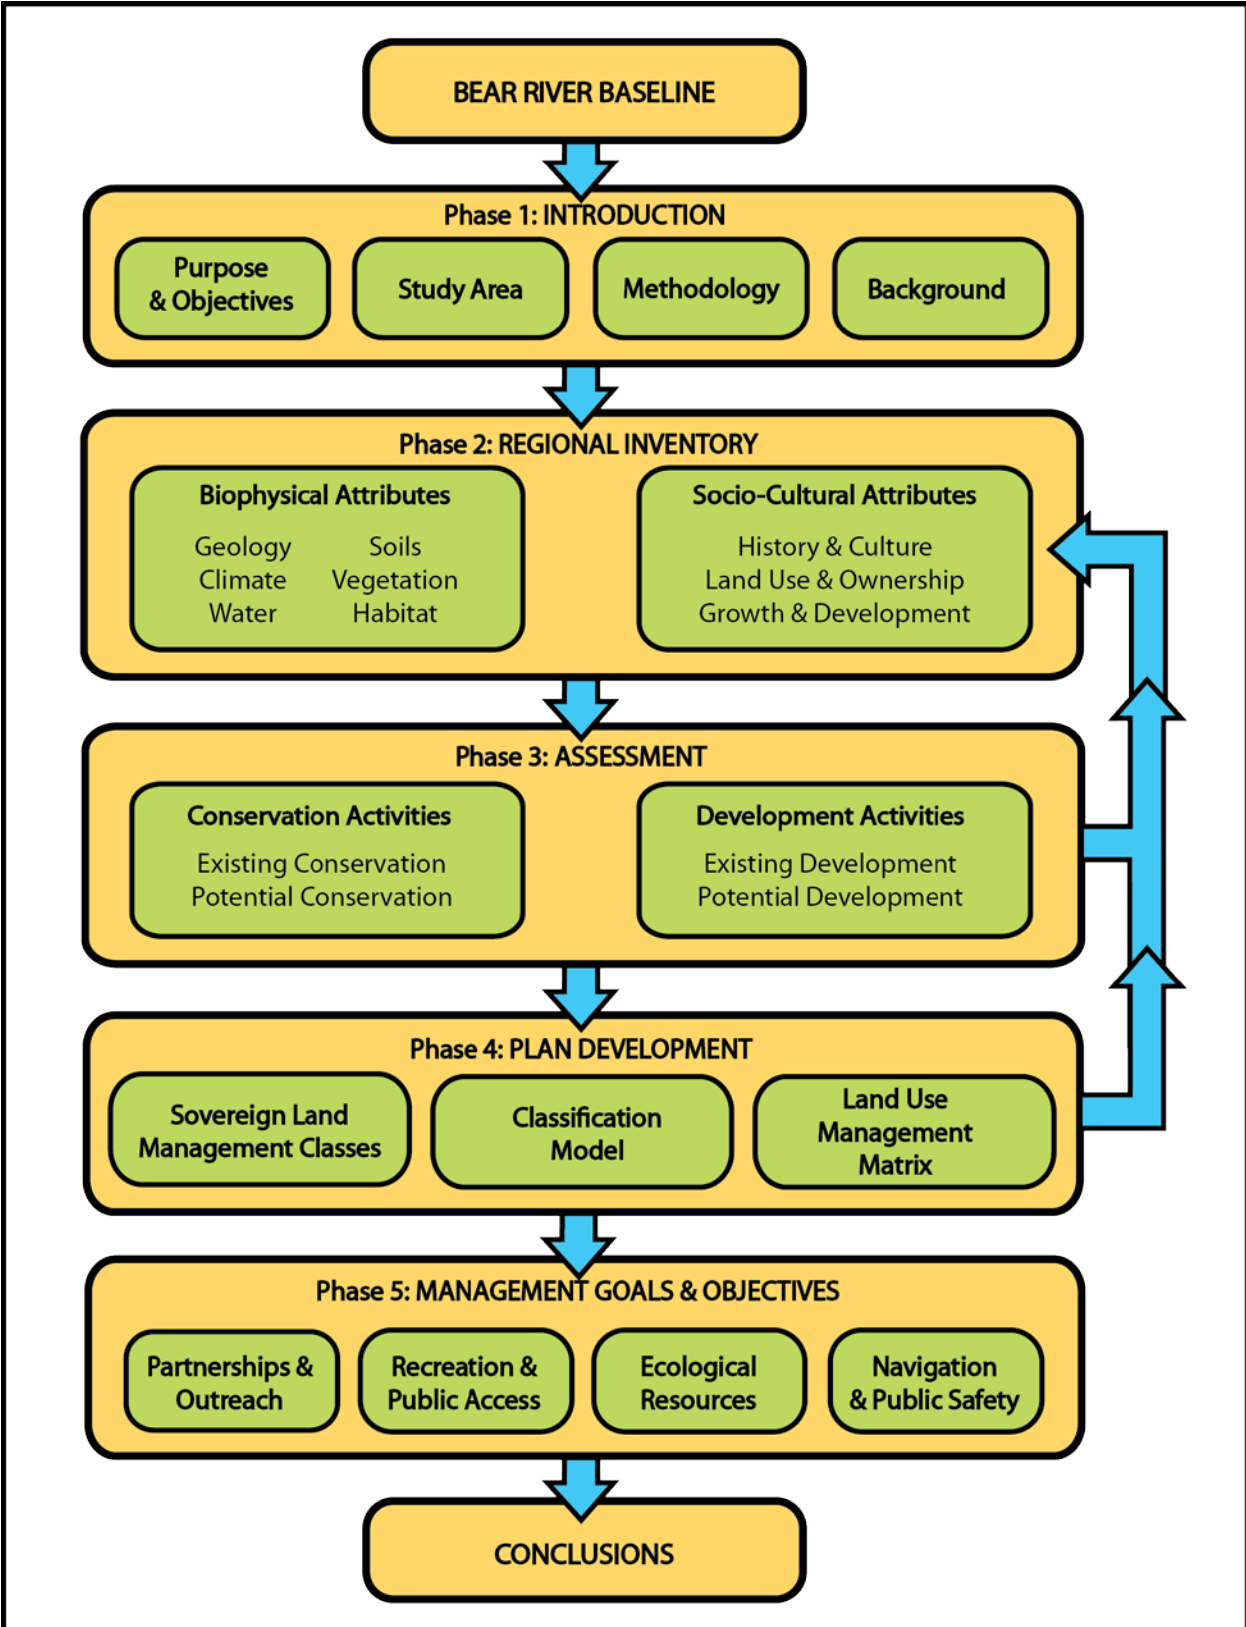 BEAR RIVER BASELINE
Phase 1: INTRODUCTION
Purpose
& Objectives
Study Area
Methodology
Background
Phase 2: REGIONAL INVENTORY
Biophysical Attributes
Geology
Soils
Climate
Vegetation
Water
Habitat
Socio-Cultural Attributes
History & Culture
Land Use & Ownership
Growth & Development
Phase 3: ASSESSMENT
Conservation Activities
Existing Conservation
Potential Conservation
Development Activities
Existing Development
Potential Development
Phase 4: PLAN DEVELOPMENT
Sovereign Land
Management Classes
Classification
Model
Land Use
Management
Matrix
Phase 5: MANAGEMENT GOALS & OBJECTIVES
Partnerships &
Outreach
Recreation &
Public Access
Ecological
Resources
Navigation
& Public Safety
CONCLUSIONS